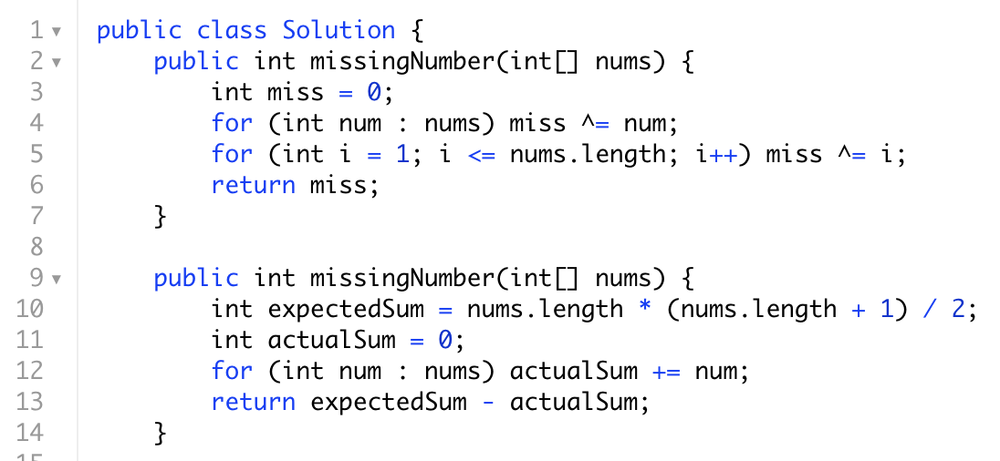 1 public class Solution {
2     public int missingNumber(int[] nums) {
3         int miss = 0;
4         for (int num : nums) miss ^= num;
5         for (int i = 1; i <= nums.length; i++) miss ^= i;
6         return miss;
7     }
8
9     public int missingNumber(int[] nums) {
10         int expectedSum = nums.length * (nums.length + 1) / 2;
11         int actualSum = 0;
12         for (int num : nums) actualSum += num;
13         return expectedSum - actualSum;
14     }
15